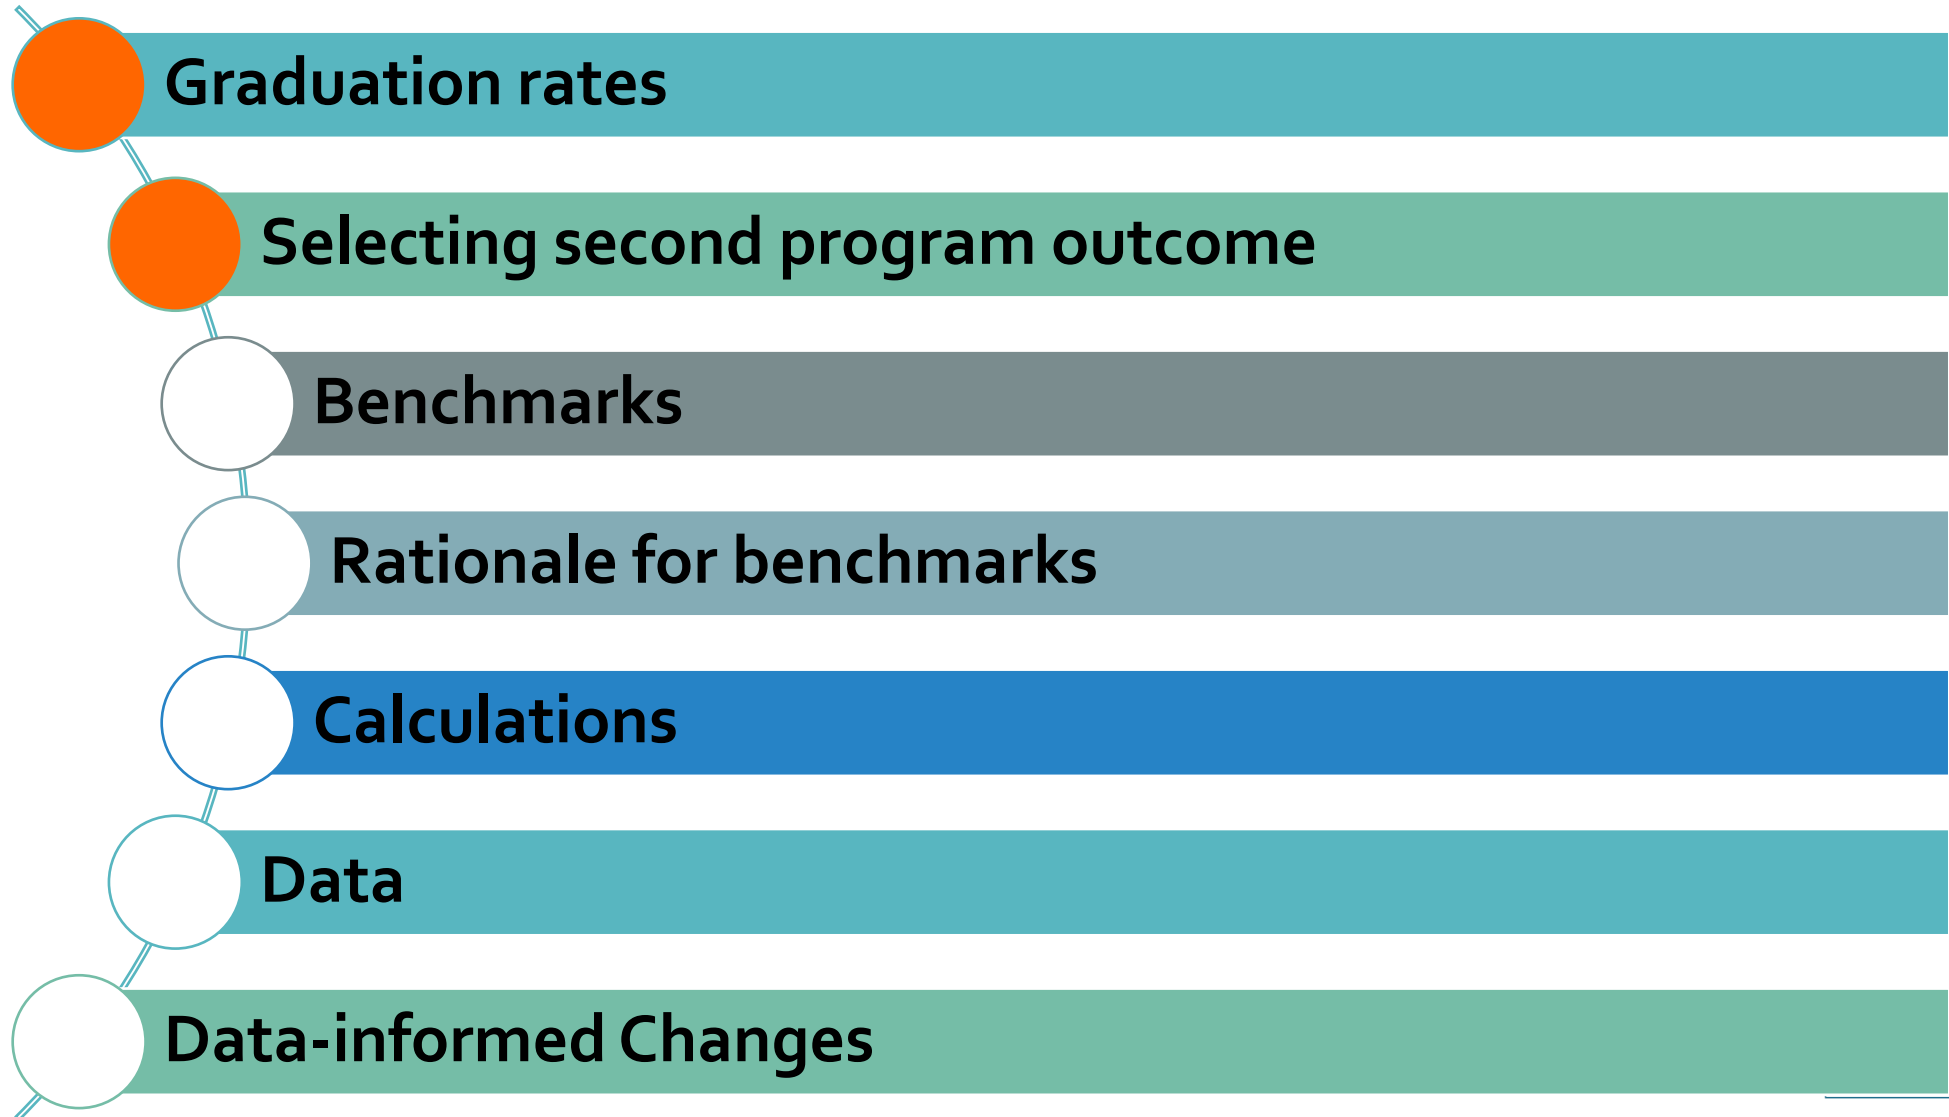 Graduation rates
Selecting second program outcome
Benchmarks
Rationale for benchmarks
Calculations
Data
Data-informed Changes